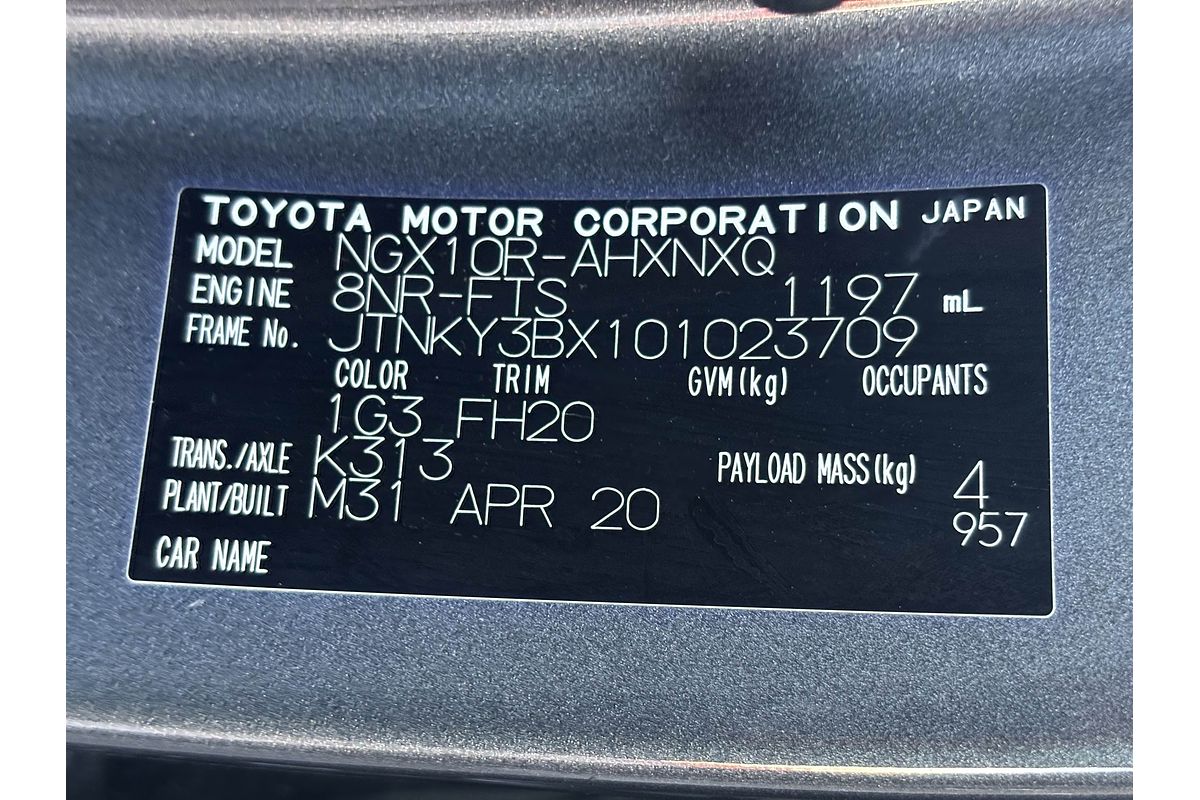 TOYOTA MOTOR CORPORATION JAPAN
MODEL NGX10R-AHXNXQ
ENGINE 8NR-FTS 1197 mL
FRAME No. JTNKY3BX101023709
COLOR TRIM GVM(kg) OCCUPANTS
1G3 FH20
TRANS./AXLE K313 PAYLOAD MASS(kg) 4
PLANT/BUILT M31 APR 20 957
CAR NAME